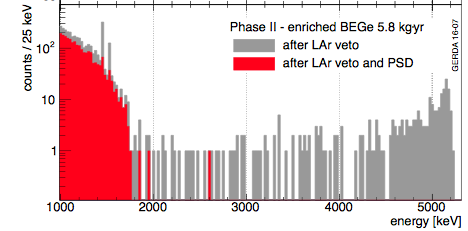 Phase II - enriched BEGe 5.8 kgyr
after LAr veto
after LAr veto and PSD
GERDA 16-07
counts / 25 keV
10²
10
1
1000 2000 3000 4000 5000
energy [keV]